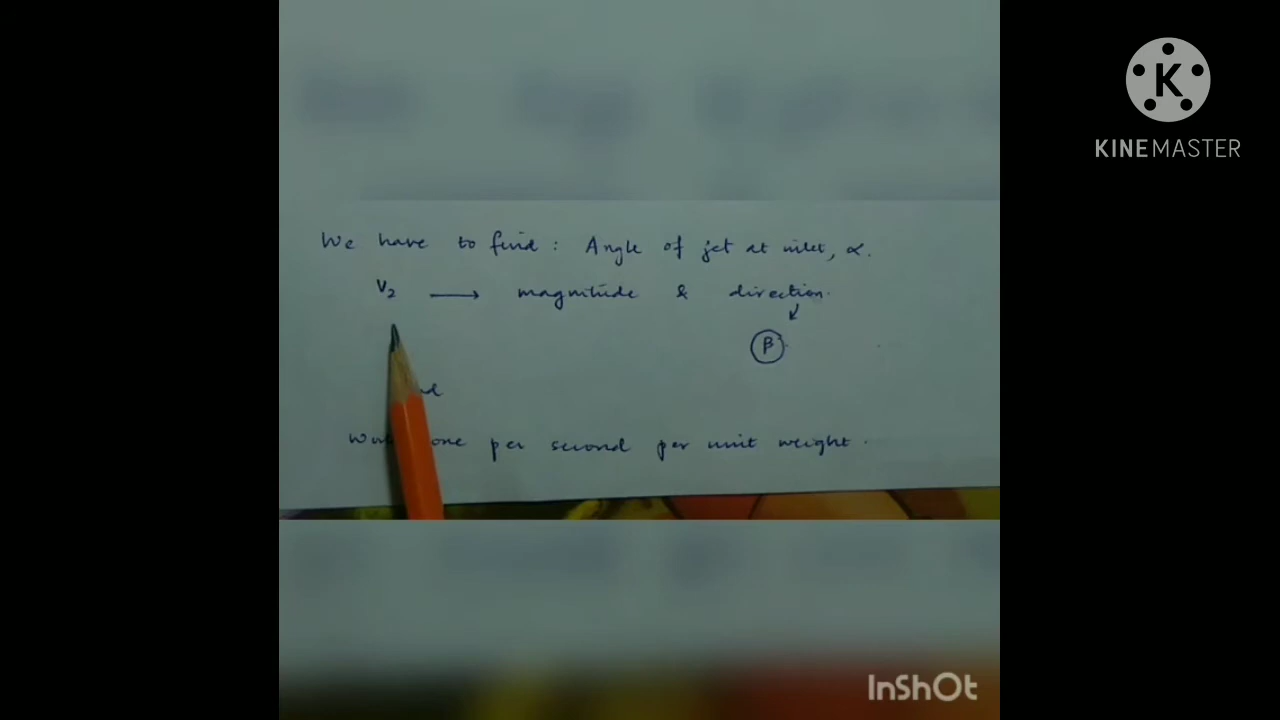 We have to find : Angle of jet at inlet, α.
V2 → magnitude & direction.
β
per second per unit weight.
K
KINEMASTER
InShOt